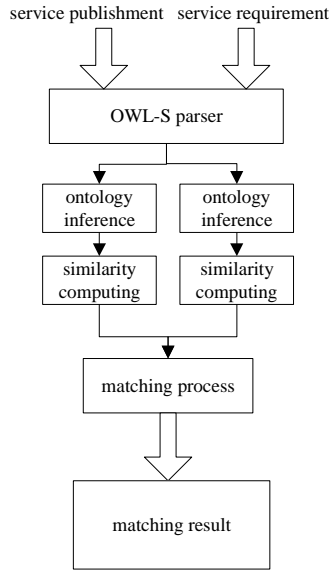 service publishment
service requirement
OWL-S parser
ontology
inference
ontology
inference
similarity
computing
similarity
computing
matching process
matching result